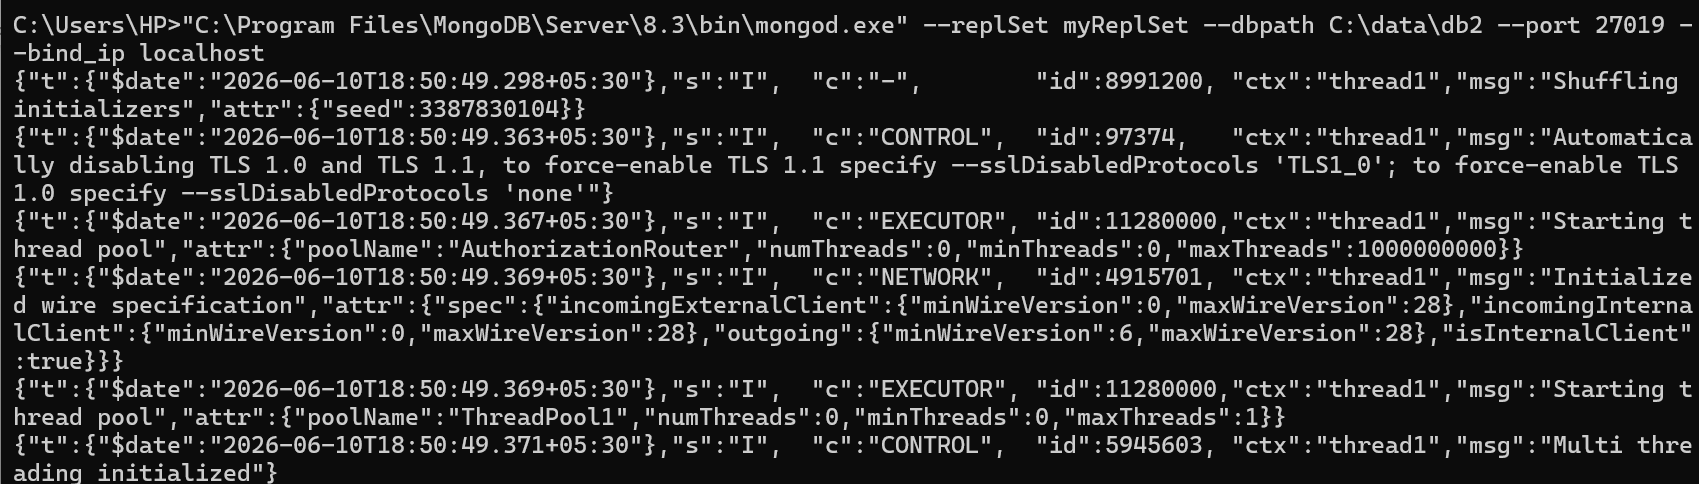 C:\Users\HP>"C:\Program Files\MongoDB\Server\8.3\bin\mongod.exe" --replSet myReplSet --dbpath C:\data\db2 --port 27019 -
-bind_ip localhost
{"t":{"$date":"2026-06-10T18:50:49.298+05:30"},"s":"I",  "c":"-",        "id":8991200, "ctx":"thread1","msg":"Shuffling
initializers","attr":{"seed":3387830104}}
{"t":{"$date":"2026-06-10T18:50:49.363+05:30"},"s":"I",  "c":"CONTROL",  "id":97374,   "ctx":"thread1","msg":"Automatica
lly disabling TLS 1.0 and TLS 1.1, to force-enable TLS 1.1 specify --sslDisabledProtocols 'TLS1_0'; to force-enable TLS
1.0 specify --sslDisabledProtocols 'none'"}
{"t":{"$date":"2026-06-10T18:50:49.367+05:30"},"s":"I",  "c":"EXECUTOR", "id":11280000,"ctx":"thread1","msg":"Starting t
hread pool","attr":{"poolName":"AuthorizationRouter","numThreads":0,"minThreads":0,"maxThreads":1000000000}}
{"t":{"$date":"2026-06-10T18:50:49.369+05:30"},"s":"I",  "c":"NETWORK",  "id":4915701, "ctx":"thread1","msg":"Initialize
d wire specification","attr":{"spec":{"incomingExternalClient":{"minWireVersion":0,"maxWireVersion":28},"incomingInterna
lClient":{"minWireVersion":0,"maxWireVersion":28},"outgoing":{"minWireVersion":6,"maxWireVersion":28},"isInternalClient"
:true}}}
{"t":{"$date":"2026-06-10T18:50:49.369+05:30"},"s":"I",  "c":"EXECUTOR", "id":11280000,"ctx":"thread1","msg":"Starting t
hread pool","attr":{"poolName":"ThreadPool1","numThreads":0,"minThreads":0,"maxThreads":1}}
{"t":{"$date":"2026-06-10T18:50:49.371+05:30"},"s":"I",  "c":"CONTROL",  "id":5945603, "ctx":"thread1","msg":"Multi thre
ading initialized"}